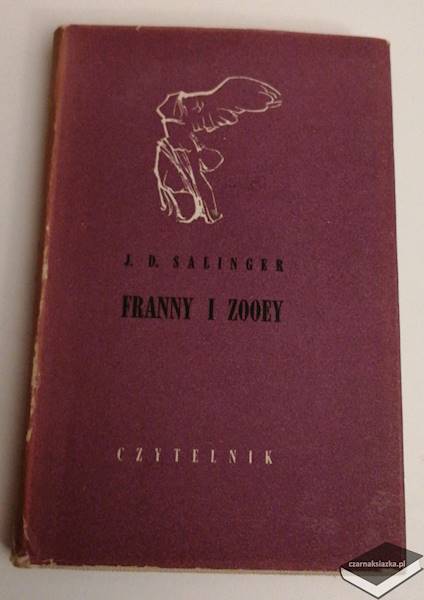 J. D. SALINGER
FRANNY I ZOOEY
CZYTELNIK
czarnaksiazka.pl